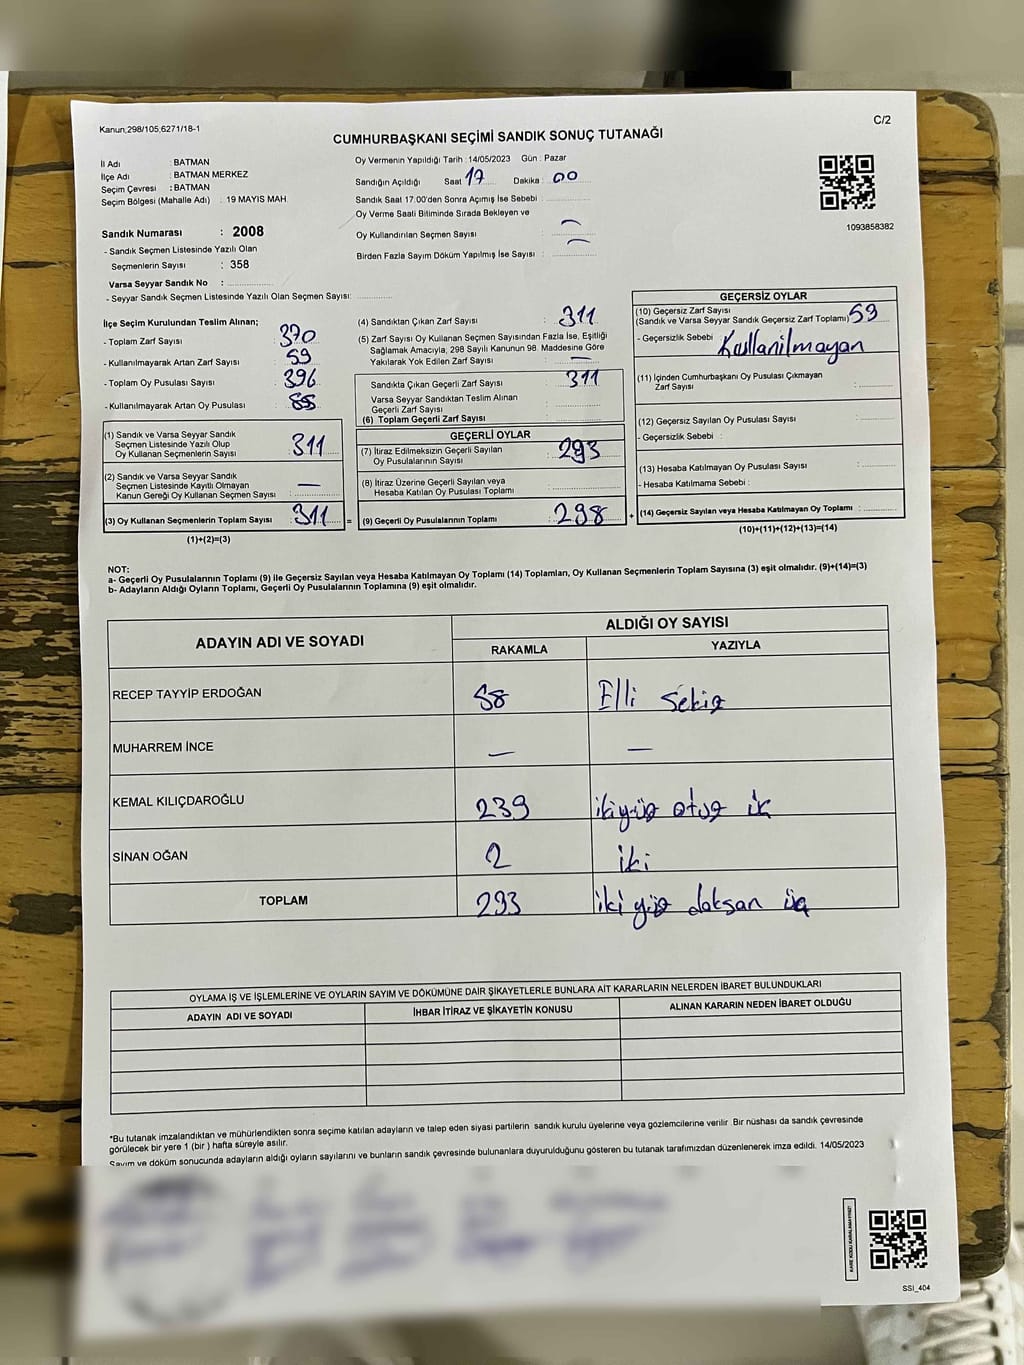 Kanun;298/105,6271/18-1
C/2
CUMHURBAŞKANI SEÇİMİ SANDIK SONUÇ TUTANAĞI
İl Adı : BATMAN
İlçe Adı : BATMAN MERKEZ
Seçim Çevresi : BATMAN
Seçim Bölgesi (Mahalle Adı) : 19 MAYIS MAH.
Sandık Numarası : 2008
- Sandık Seçmen Listesinde Yazılı Olan
Seçmenlerin Sayısı : 358
Varsa Seyyar Sandık No :
- Seyyar Sandık Seçmen Listesinde Yazılı Olan Seçmen Sayısı:
Oy Vermenin Yapıldığı Tarih : 14/05/2023 Gün : Pazar
Sandığın Açıldığı Saat 17 Dakika : 00
Sandık Saat 17:00'den Sonra Açımış İse Sebebi :
Oy Verme Saati Bitiminde Sırada Bekleyen ve
Oy Kullandırılan Seçmen Sayısı : —
Birden Fazla Sayım Döküm Yapılmış İse Sayısı : —
1093858382
İlçe Seçim Kurulundan Teslim Alınan;
- Toplam Zarf Sayısı : 370
- Kullanılmayarak Artan Zarf Sayısı : 59
- Toplam Oy Pusulası Sayısı : 396
- Kullanılmayarak Artan Oy Pusulası :
(1) Sandık ve Varsa Seyyar Sandık
Seçmen Listesinde Yazılı Olup
Oy Kullanan Seçmenlerin Sayısı : 311
(2) Sandık ve Varsa Seyyar Sandık
Seçmen Listesinde Kayıtlı Olmayan
Kanun Gereği Oy Kullanan Seçmen Sayısı : —
(3) Oy Kullanan Seçmenlerin Toplam Sayısı : 311 =
(1)+(2)=(3)
(4) Sandıktan Çıkan Zarf Sayısı : 311
(5) Zarf Sayısı Oy Kullanan Seçmen Sayısından Fazla İse, Eşitliği
Sağlamak Amacıyla; 298 Sayılı Kanunun 98. Maddesine Göre
Yakılarak Yok Edilen Zarf Sayısı : —
Sandıkta Çıkan Geçerli Zarf Sayısı : 311
Varsa Seyyar Sandıktan Teslim Alınan
Geçerli Zarf Sayısı :
(6) Toplam Geçerli Zarf Sayısı :
GEÇERLİ OYLAR
(7) İtiraz Edilmeksizin Geçerli Sayılan
Oy Pusulalarının Sayısı : 293
(8) İtiraz Üzerine Geçerli Sayılan veya
Hesaba Katılan Oy Pusulası Toplamı :
(9) Geçerli Oy Pusulalarının Toplamı : 298 +
GEÇERSİZ OYLAR
(10) Geçersiz Zarf Sayısı
(Sandık ve Varsa Seyyar Sandık Geçersiz Zarf Toplamı) : 59
- Geçersizlik Sebebi : Kullanilmayan
(11) İçinden Cumhurbaşkanı Oy Pusulası Çıkmayan
Zarf Sayısı :
(12) Geçersiz Sayılan Oy Pusulası Sayısı :
- Geçersizlik Sebebi :
(13) Hesaba Katılmayan Oy Pusulası Sayısı :
- Hesaba Katılmama Sebebi :
(14) Geçersiz Sayılan veya Hesaba Katılmayan Oy Toplamı :
(10)+(11)+(12)+(13)=(14)
NOT:
a- Geçerli Oy Pusulalarının Toplamı (9) ile Geçersiz Sayılan veya Hesaba Katılmayan Oy Toplamı (14) Toplamları, Oy Kullanan Seçmenlerin Toplam Sayısına (3) eşit olmalıdır. (9)+(14)=(3)
b- Adayların Aldığı Oyların Toplamı, Geçerli Oy Pusulalarının Toplamına (9) eşit olmalıdır.
ADAYIN ADI VE SOYADI ALDIĞI OY SAYISI
RAKAMLA YAZIYLA
RECEP TAYYİP ERDOĞAN 58 Elli Sekiz
MUHARREM İNCE — —
KEMAL KILIÇDAROĞLU 239 ikiyüz otuz
SİNAN OĞAN 2 iki
TOPLAM 293 iki yüz doksan üç
OYLAMA İŞ VE İŞLEMLERİNE VE OYLARIN SAYIM VE DÖKÜMÜNE DAİR ŞİKAYETLERLE BUNLARA AİT KARARLARIN NELERDEN İBARET BULUNDUKLARI
ADAYIN ADI VE SOYADI İHBAR İTİRAZ VE ŞİKAYETİN KONUSU ALINAN KARARIN NEDEN İBARET OLDUĞU
*Bu tutanak imzalandıktan ve mühürlendikten sonra seçime katılan adayların ve talep eden siyasi partilerin sandık kurulu üyelerine veya gözlemcilerine verilir. Bir nüshası da sandık çevresinde
görülecek bir yere 1 (bir ) hafta süreyle asılır.
Sayım ve döküm sonucunda adayların aldığı oyların sayılarını ve bunların sandık çevresinde bulunanlara duyurulduğunu gösteren bu tutanak tarafımızdan düzenlenerek imza edildi. 14/05/2023
KARE KODU KARALAMAYINIZ!
SSI_404